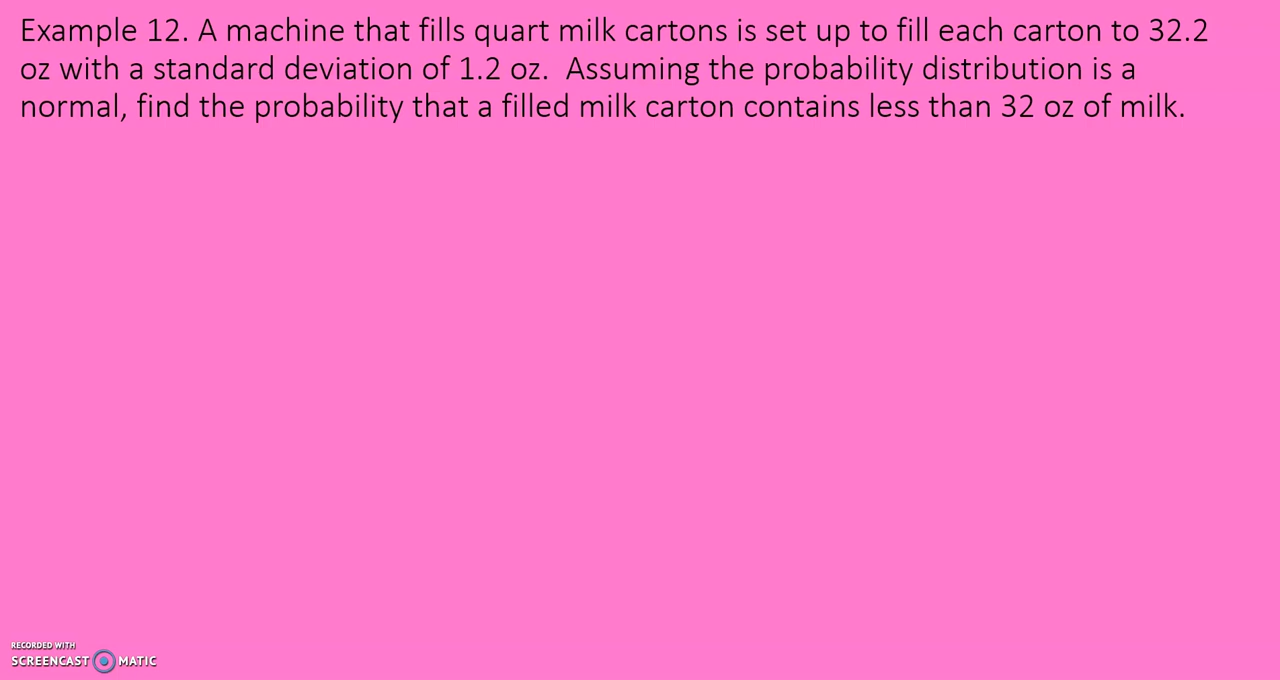 Example 12. A machine that fills quart milk cartons is set up to fill each carton to 32.2
oz with a standard deviation of 1.2 oz.  Assuming the probability distribution is a
normal, find the probability that a filled milk carton contains less than 32 oz of milk.
RECORDED WITH
SCREENCAST MATIC